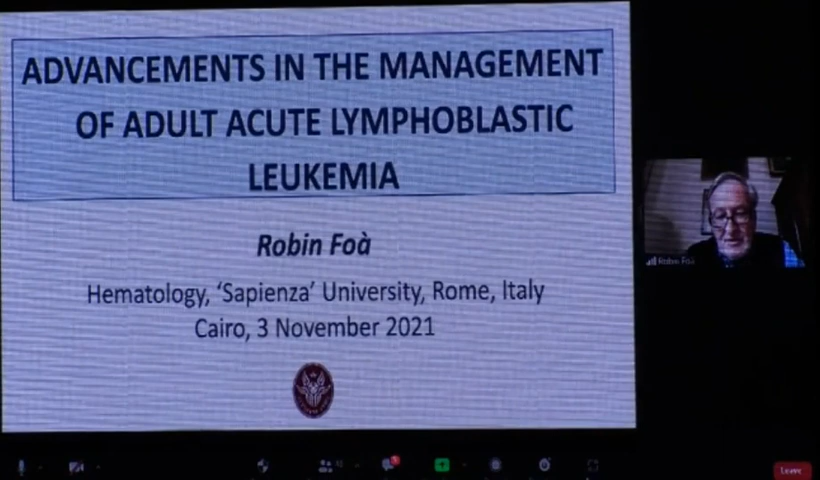 ADVANCEMENTS IN THE MANAGEMENT
OF ADULT ACUTE LYMPHOBLASTIC
LEUKEMIA
Robin Foà
Hematology, ‘Sapienza’ University, Rome, Italy
Cairo, 3 November 2021
Robin Foà
Leave